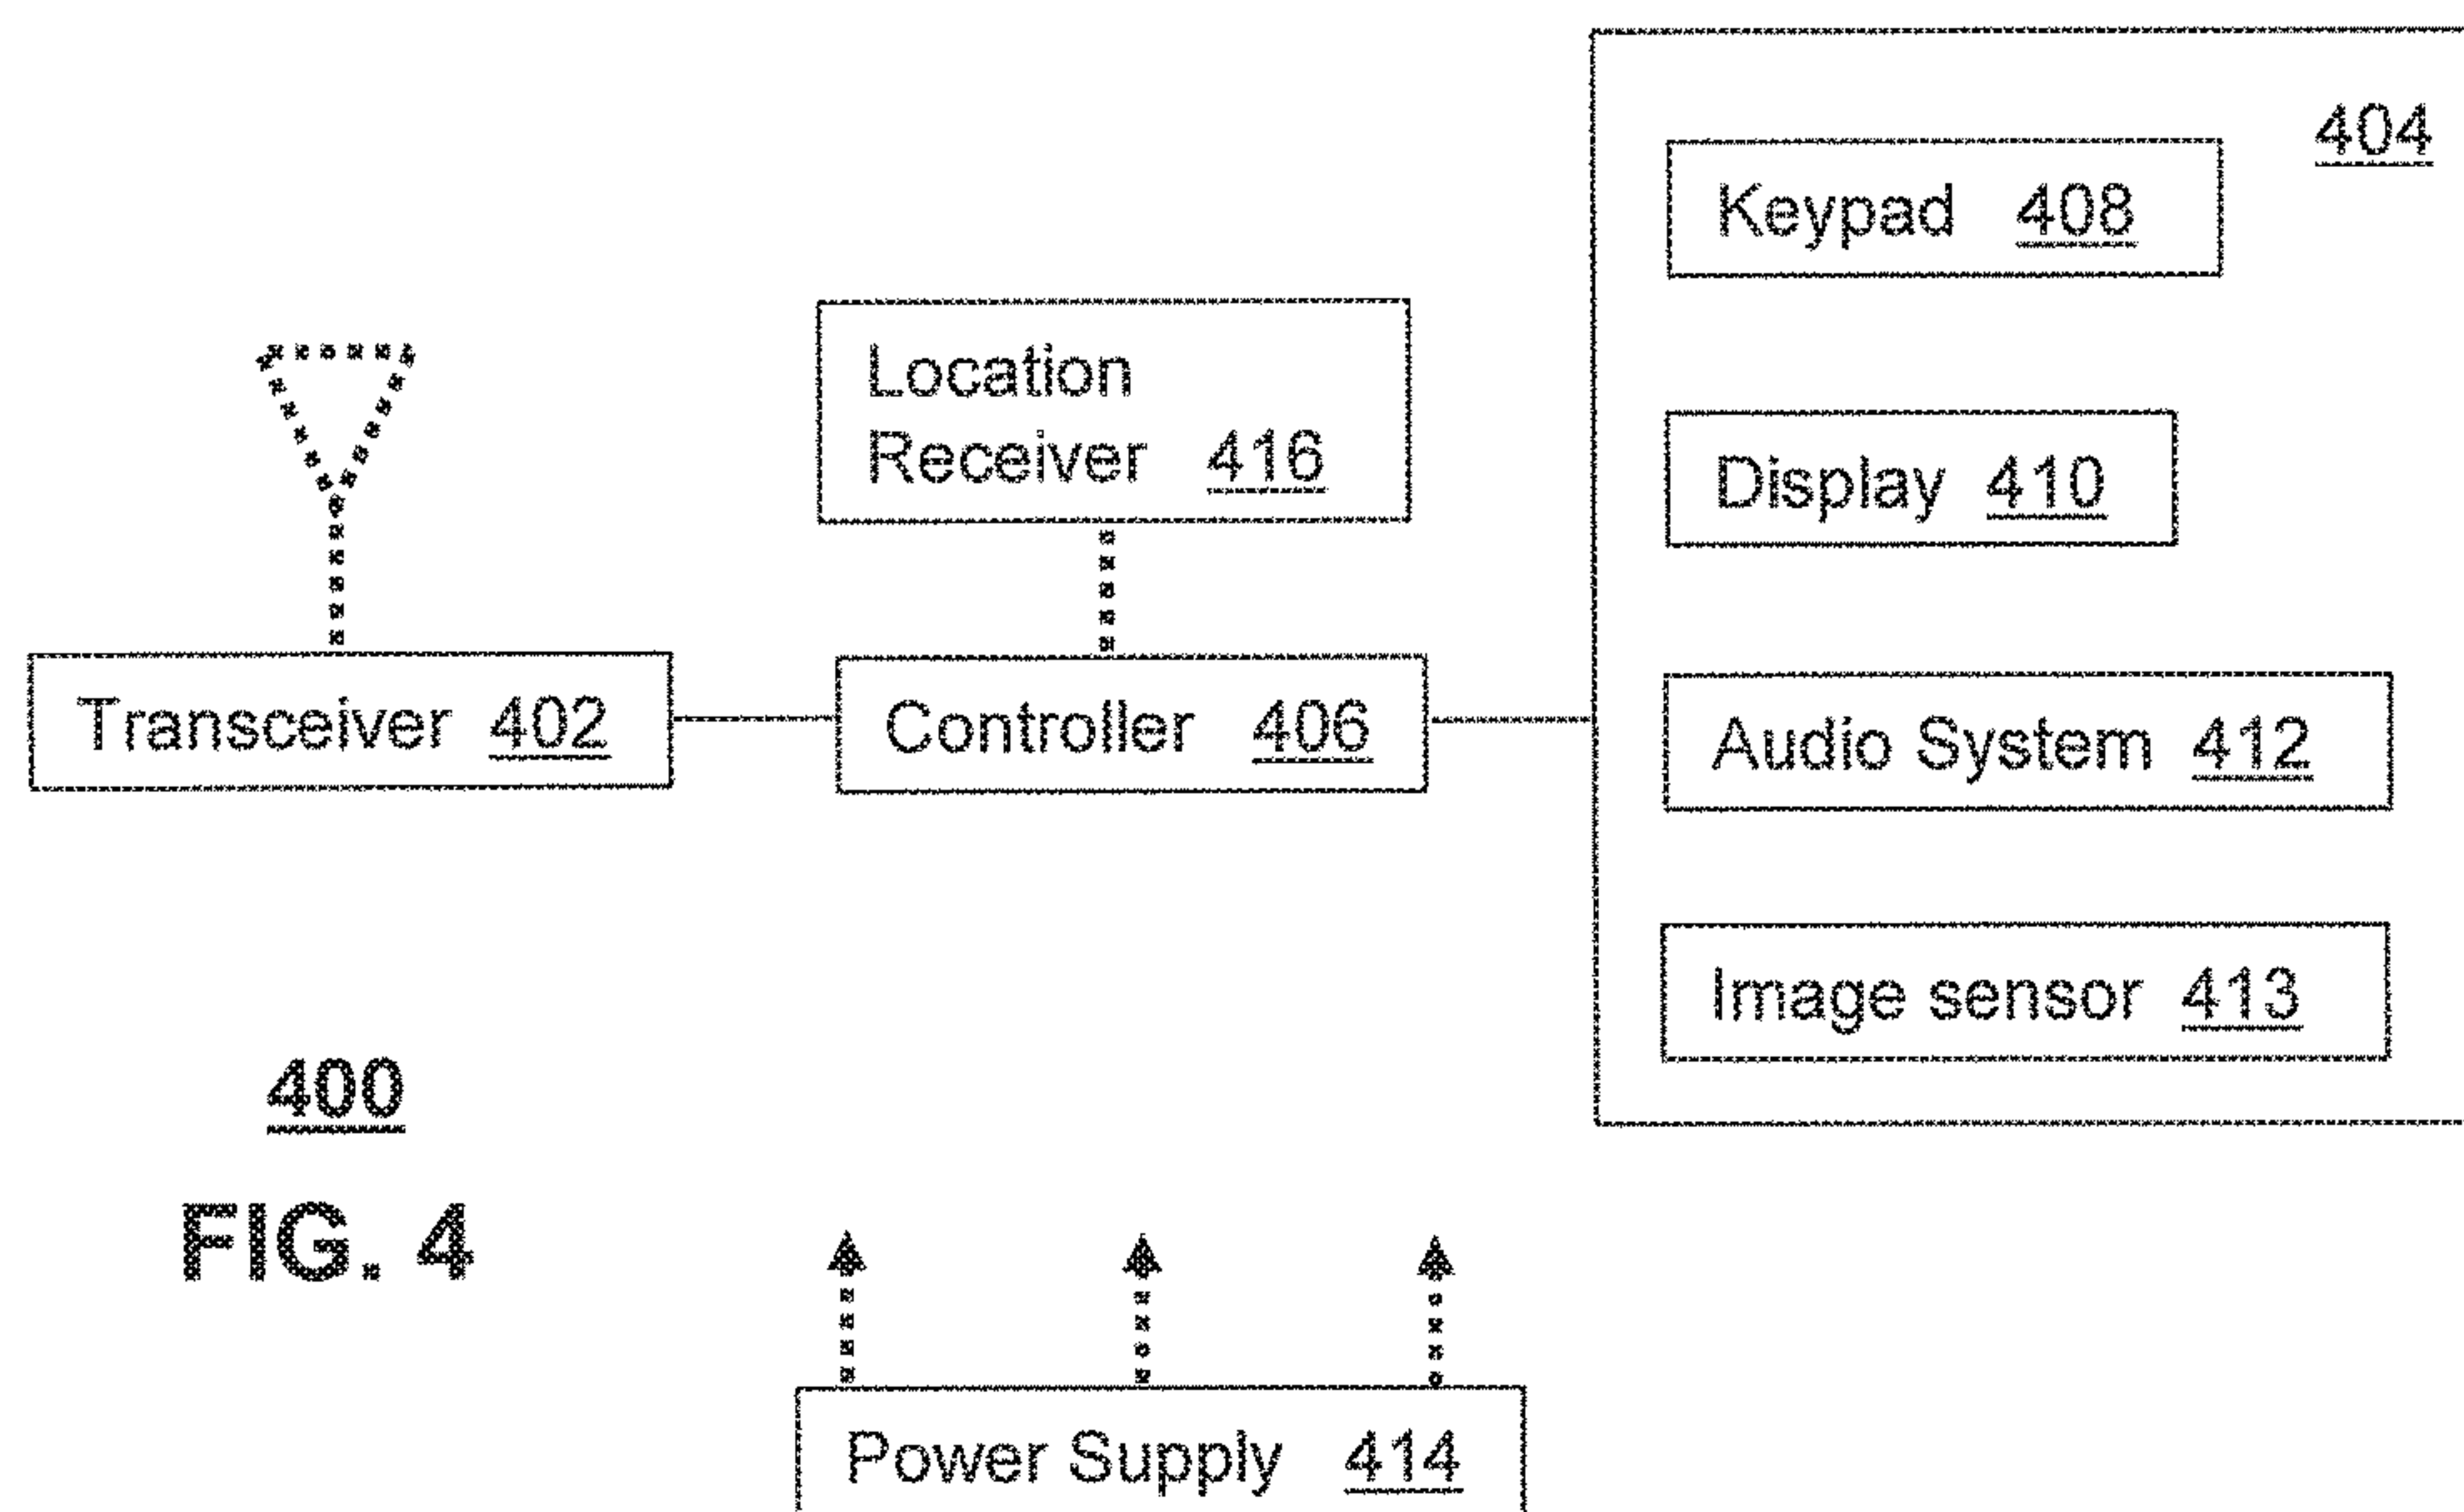 404
Keypad 408
Location
Receiver 416
Display 410
Transceiver 402
Controller 406
Audio System 412
Image sensor 413
400
FIG. 4
Power Supply 414